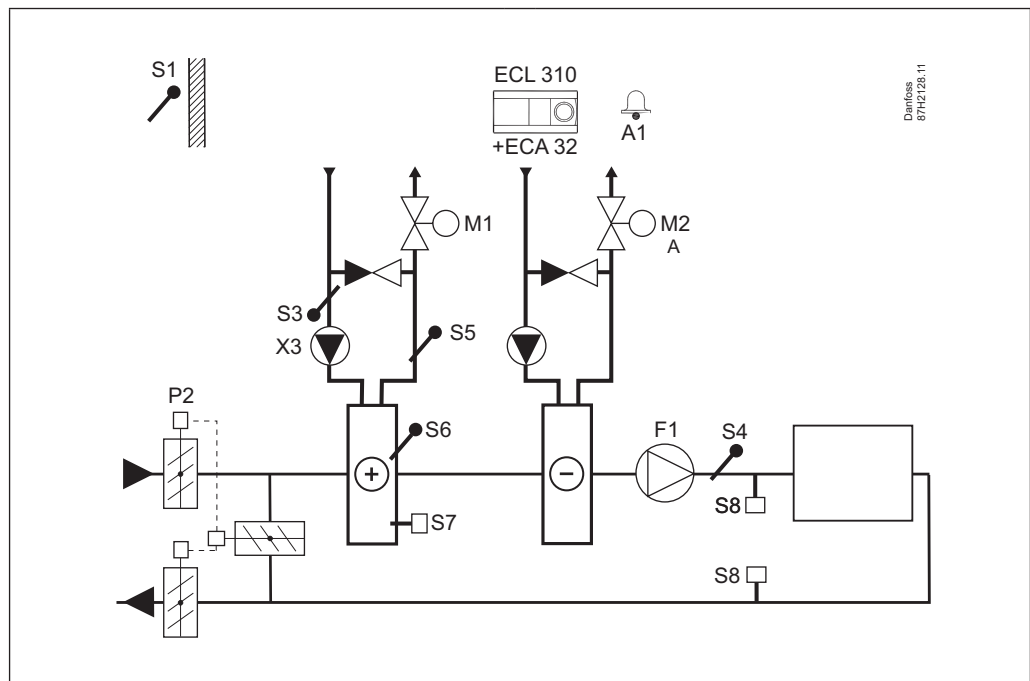 S1
ECL 310
+ECA 32
A1
Danfoss
87H2128.11
M1
M2
A
S3
X3
S5
P2
S6
F1
S4
+
−
S7
S8
S8